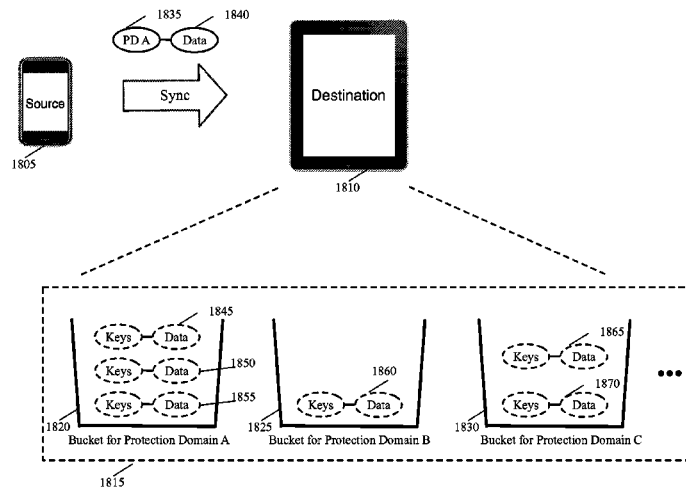 1835
1840
PD A
Data
Source
Sync
Destination
1805
1810
1845
Keys
Data
1865
Keys
Data
Keys
Data
1850
1860
1870
Keys
Data
1855
Keys
Data
Keys
Data
1820
1825
1830
Bucket for Protection Domain A
Bucket for Protection Domain B
Bucket for Protection Domain C
1815